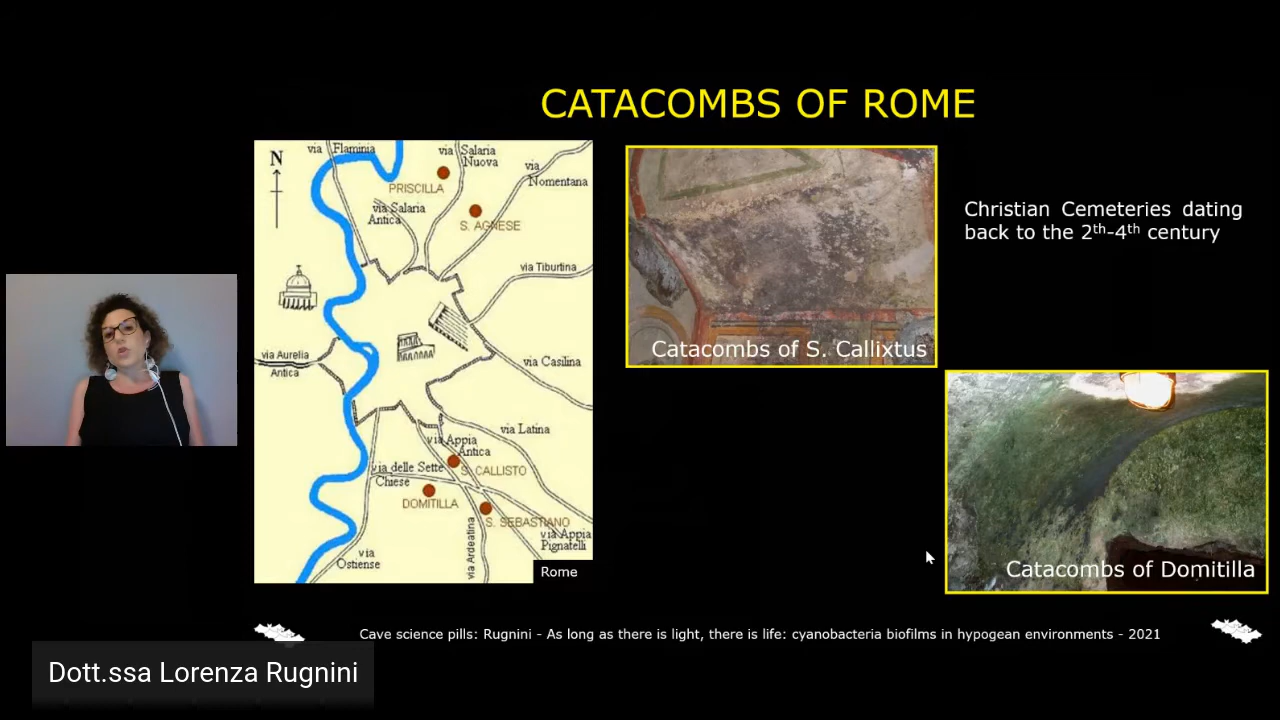 CATACOMBS OF ROME
N
via Flaminia
via Salaria
Nuova
via
Nomentana
PRISCILLA
via Salaria
Antica
S. AGNESE
via Tiburtina
via Aurelia
Antica
via Casilina
via Latina
via Appia
Antica
via delle Sette
Chiese
S. CALLISTO
DOMITILLA
S. SEBASTIANO
via Ardeatina
via Appia
Pignatelli
via
Ostiense
Rome
Catacombs of S. Callixtus
Christian Cemeteries dating
back to the 2th-4th century
Catacombs of Domitilla
Cave science pills: Rugnini - As long as there is light, there is life: cyanobacteria biofilms in hypogean environments - 2021
Dott.ssa Lorenza Rugnini